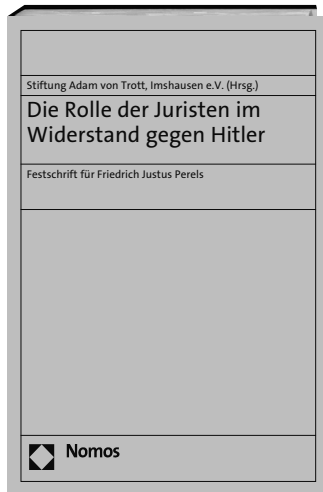 Stiftung Adam von Trott, Imshausen e.V. (Hrsg.)
Die Rolle der Juristen im
Widerstand gegen Hitler
Festschrift für Friedrich Justus Perels
Nomos